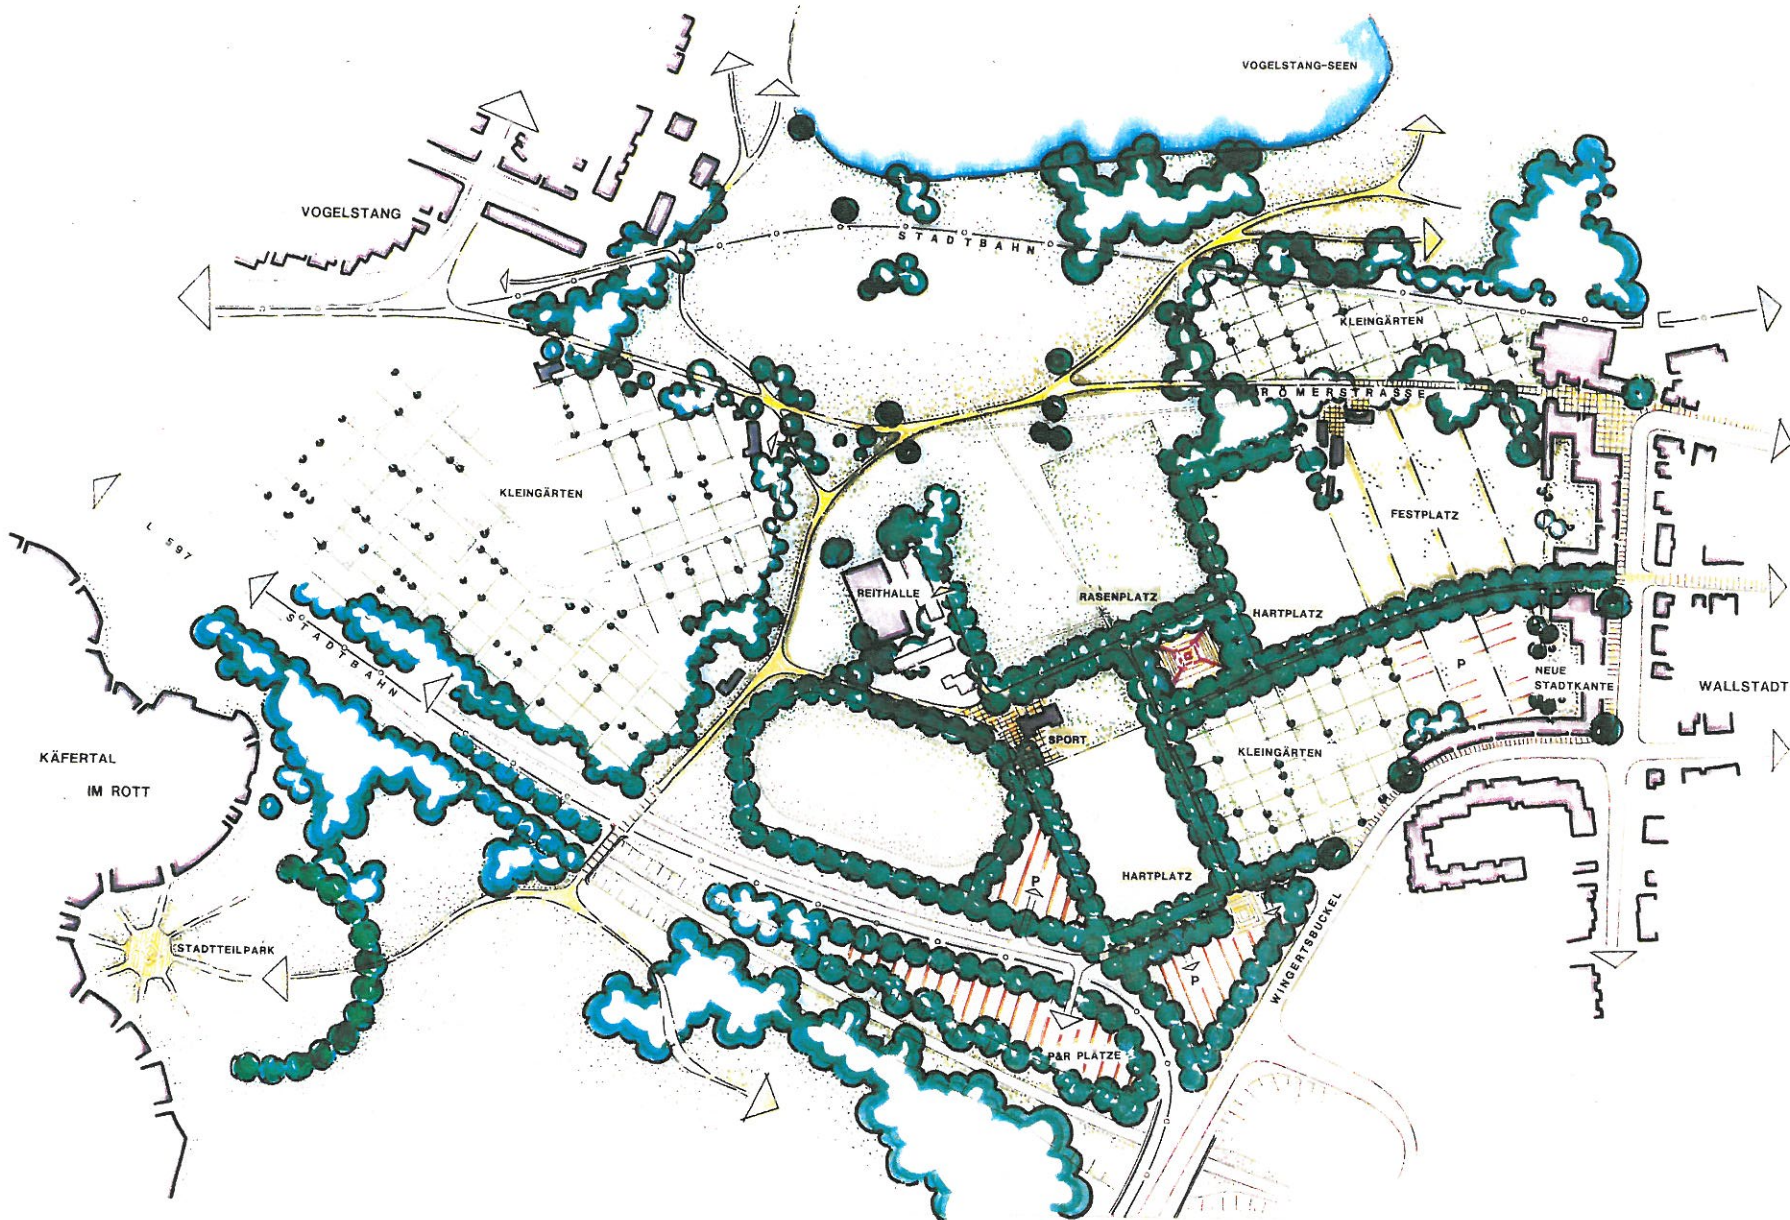 VOGELSTANG-SEEN
VOGELSTANG
STADTBAHN
KLEINGÄRTEN
RÖMERSTRASSE
KLEINGÄRTEN
FESTPLATZ
L 597
REITHALLE
RASENPLATZ
HARTPLATZ
STADTBAHN
P
NEUE
STADTKANTE
WALLSTADT
SPORT
KLEINGÄRTEN
KÄFERTAL
IM ROTT
HARTPLATZ
P
WINGERTSBUCKEL
STADTTEILPARK
P
P&R PLÄTZE